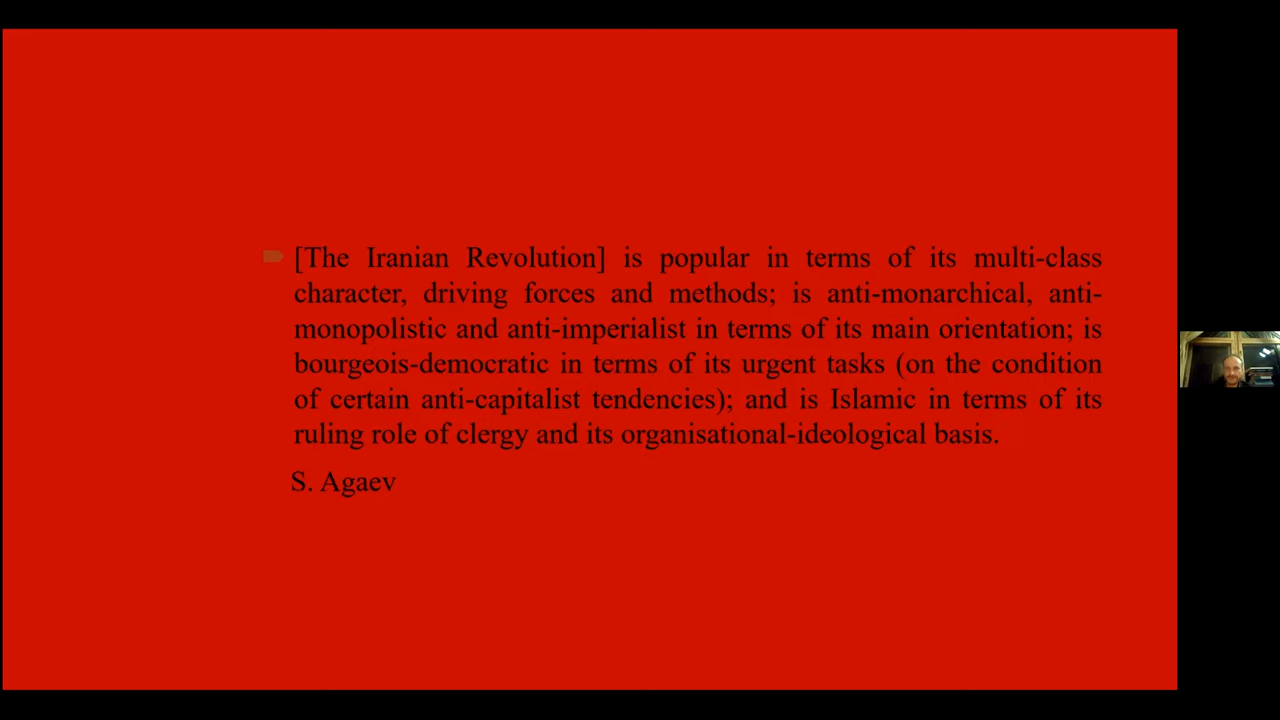 [The Iranian Revolution] is popular in terms of its multi-class
character, driving forces and methods; is anti-monarchical, anti-
monopolistic and anti-imperialist in terms of its main orientation; is
bourgeois-democratic in terms of its urgent tasks (on the condition
of certain anti-capitalist tendencies); and is Islamic in terms of its
ruling role of clergy and its organisational-ideological basis.
S. Agaev